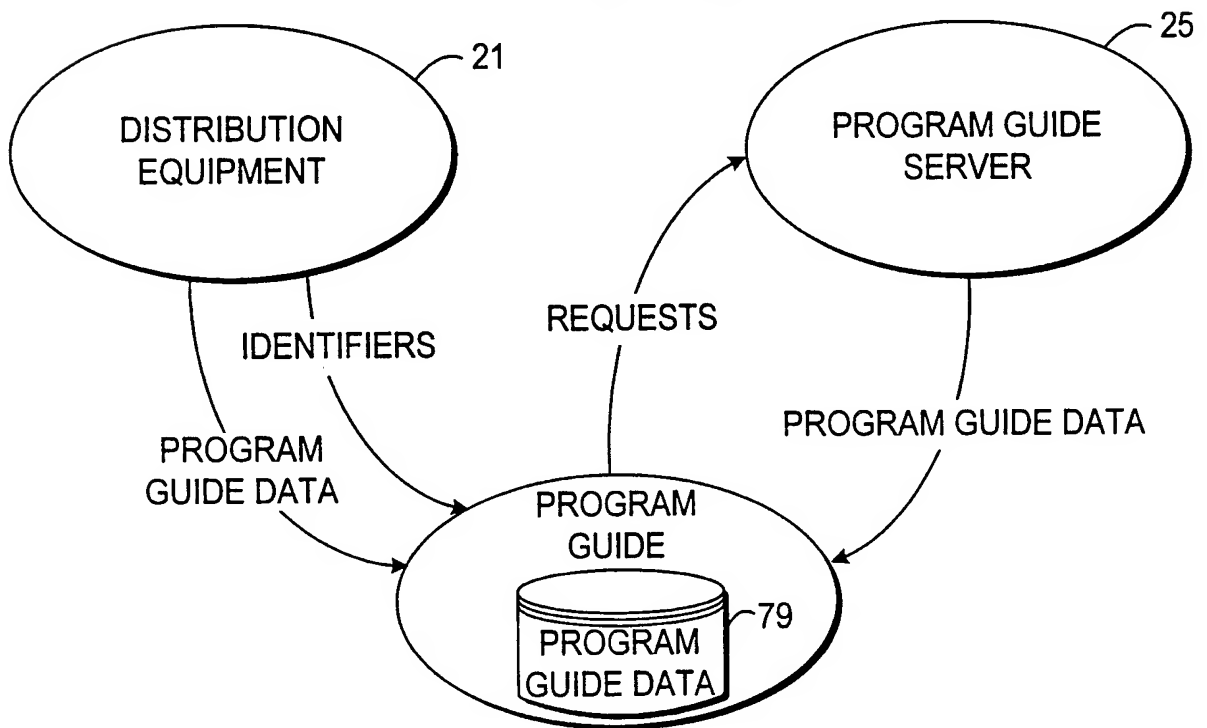 21
DISTRIBUTION
EQUIPMENT
25
PROGRAM GUIDE
SERVER
IDENTIFIERS
PROGRAM
GUIDE DATA
REQUESTS
PROGRAM GUIDE DATA
PROGRAM
GUIDE
79
PROGRAM
GUIDE DATA